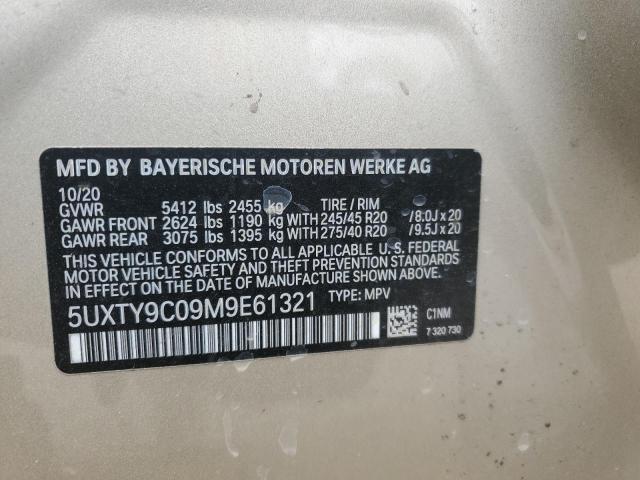 MFD BY BAYERISCHE MOTOREN WERKE AG
10/20
GVWR 5412 lbs 2455 kg TIRE / RIM
GAWR FRONT 2624 lbs 1190 kg WITH 245/45 R20 /8.0J x 20
GAWR REAR 3075 lbs 1395 kg WITH 275/40 R20 /9.5J x 20
THIS VEHICLE CONFORMS TO ALL APPLICABLE U.S. FEDERAL
MOTOR VEHICLE SAFETY BUMPER, AND THEFT PREVENTION STANDARDS
IN EFFECT ON THE DATE OF MANUFACTURE SHOWN ABOVE.
5UXTY9C09M9E61321 TYPE: MPV
C1NM
7 320 730